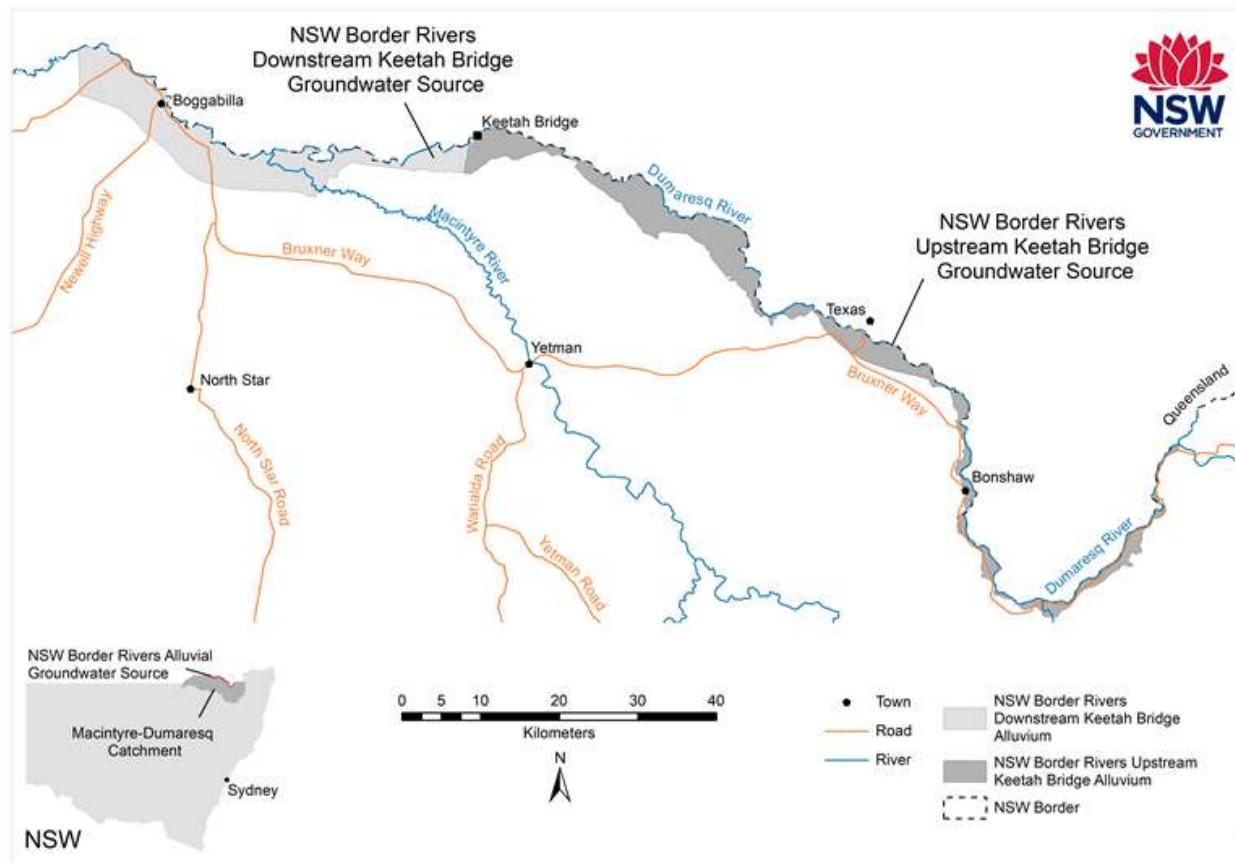 NSW Border Rivers
Downstream Keetah Bridge
Groundwater Source
NSW
GOVERNMENT
Boggabilla
Keetah Bridge
Dumaresq River
Macintyre River
NSW Border Rivers
Upstream Keetah Bridge
Groundwater Source
Newell Highway
Bruxner Way
Texas
Yetman
North Star
Bruxner Way
Queensland
North Star Road
Warialda Road
Bonshaw
Yetman Road
Dumaresq River
NSW Border Rivers Alluvial
Groundwater Source
Macintyre-Dumaresq
Catchment
Sydney
NSW
0 5 10 20 30 40
Kilometers
N
Town
Road
River
NSW Border Rivers
Downstream Keetah Bridge
Alluvium
NSW Border Rivers Upstream
Keetah Bridge Alluvium
NSW Border